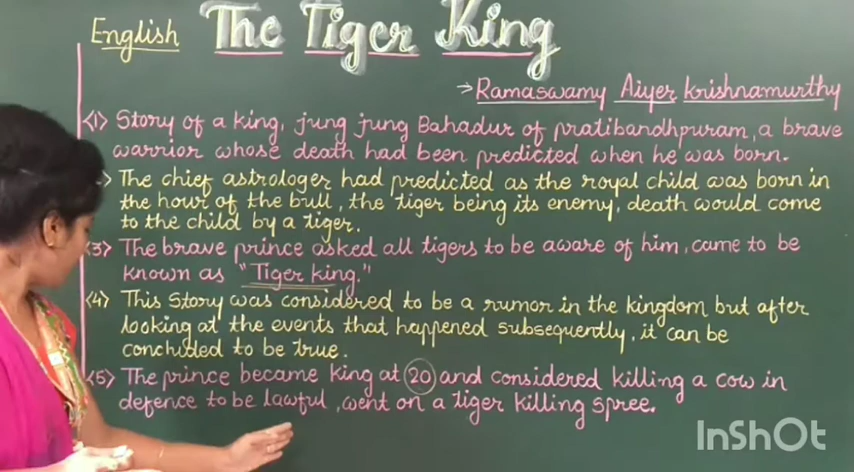 English The Tiger King
→ Ramaswamy Aiyer Krishnamurthy
<1> Story of a king, jung jung Bahadur of pratibandhpuram, a brave
warrior whose death had been predicted when he was born.
> The chief astrologer had predicted as the royal child was born in
the hour of the bull, the tiger being its enemy, death would come
to the child by a tiger.
<3> The brave prince asked all tigers to be aware of him, came to be
known as "Tiger king."
<4> This story was considered to be a rumor in the kingdom but after
looking at the events that happened subsequently, it can be
concluded to be true.
<5> The prince became king at 20 and considered killing a cow in
defence to be lawful, went on a tiger killing spree.
InShOt